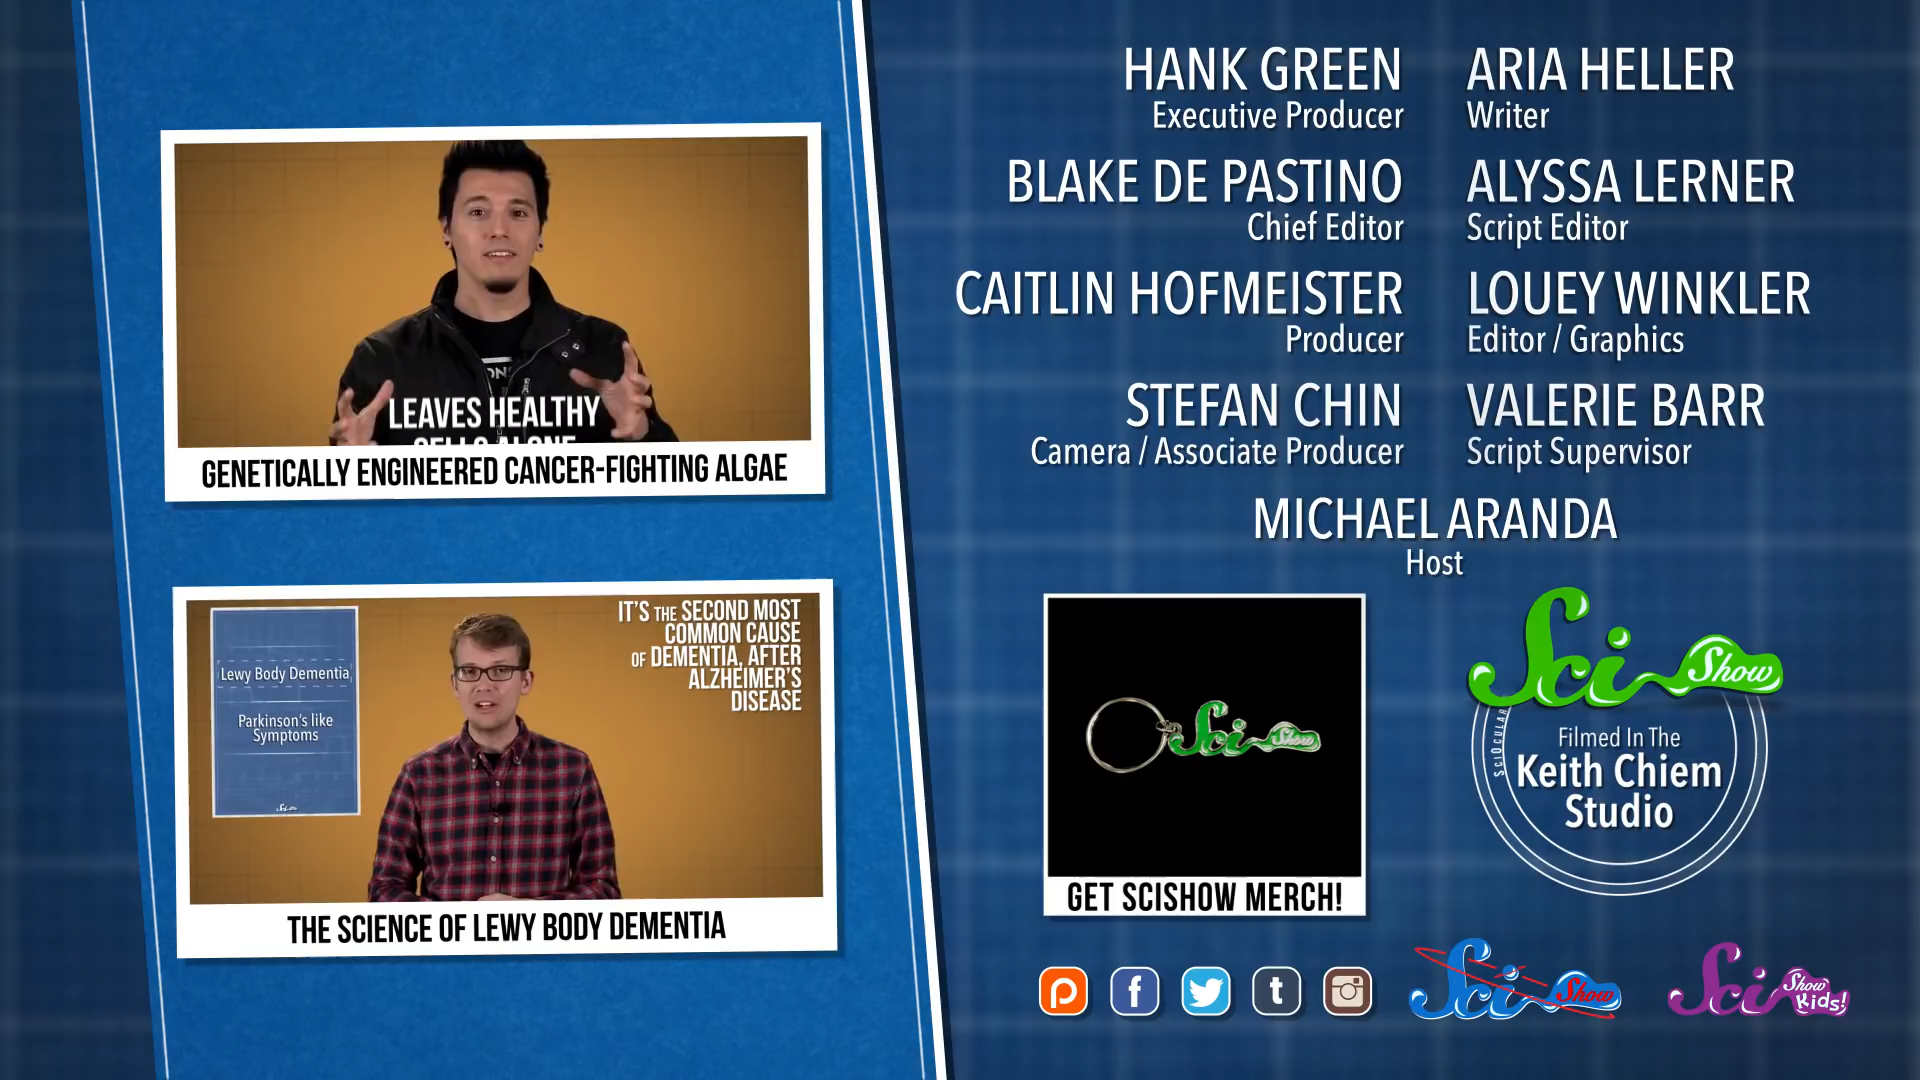 LEAVES HEALTHY
CELLS ALONE
GENETICALLY ENGINEERED CANCER-FIGHTING ALGAE
Lewy Body Dementia
Parkinson's like
Symptoms
IT'S THE SECOND MOST
COMMON CAUSE
OF DEMENTIA, AFTER
ALZHEIMER'S
DISEASE
THE SCIENCE OF LEWY BODY DEMENTIA
HANK GREEN
Executive Producer
ARIA HELLER
Writer
BLAKE DE PASTINO
Chief Editor
ALYSSA LERNER
Script Editor
CAITLIN HOFMEISTER
Producer
LOUEY WINKLER
Editor / Graphics
STEFAN CHIN
Camera / Associate Producer
VALERIE BARR
Script Supervisor
MICHAEL ARANDA
Host
Sci Show
GET SCISHOW MERCH!
Sci Show
SCIOCULAR
Filmed In The
Keith Chiem
Studio
Sci Show
Sci Show Kids!